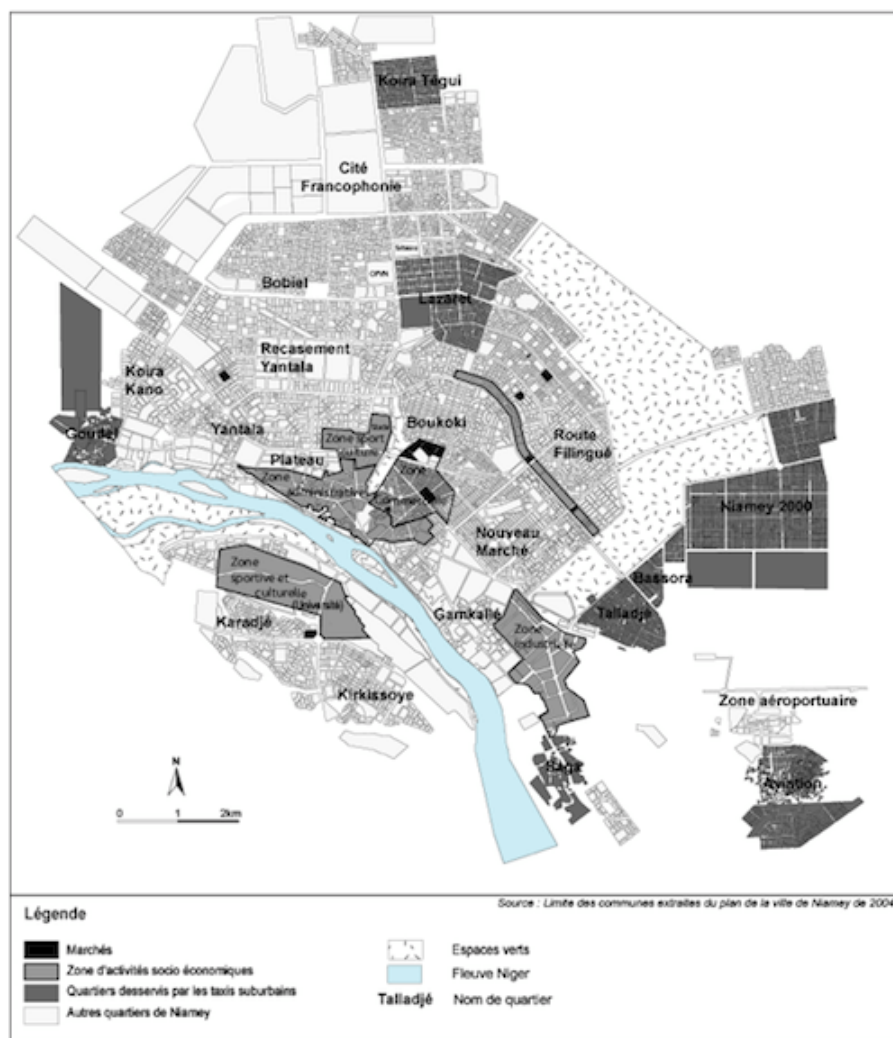 Koira Tégui
Cité
Francophonie
OPVN
Bobiel
Lazaret
Recasement
Yantala
Koira
Kano
Boukoki
Goudel
Yantala
Zone sport
Route
Filingué
Plateau
Zone
administrative
Zone
Niamey 2000
Nouveau
Marché
Bassora
Zone
sportive et
culturelle
(Université)
Talladjé
Gamkallé
Zone
Karadjé
Kirkissoye
Zone aéroportuaire
N
Saga
Aviation
0 1 2km
Source : Limite des communes extraites du plan de la ville de Niamey de 2004
Légende
Marchés
Zone d'activités socio économiques
Quartiers desservis par les taxis suburbains
Autres quartiers de Niamey
Espaces verts
Fleuve Niger
Talladjé Nom de quartier